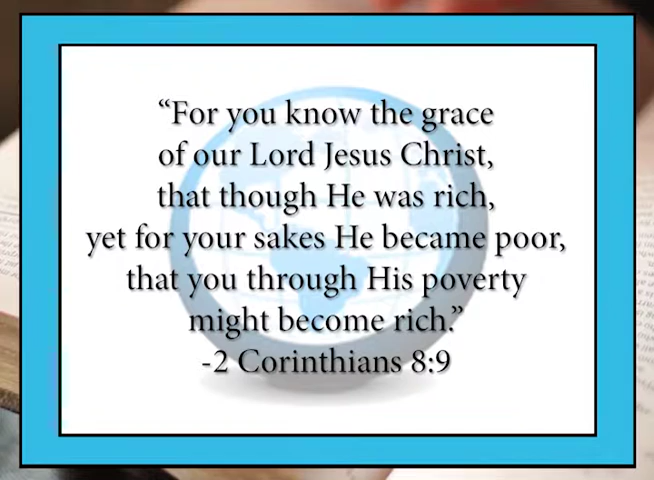 “For you know the grace
of our Lord Jesus Christ,
that though He was rich,
yet for your sakes He became poor,
that you through His poverty
might become rich.”
-2 Corinthians 8:9